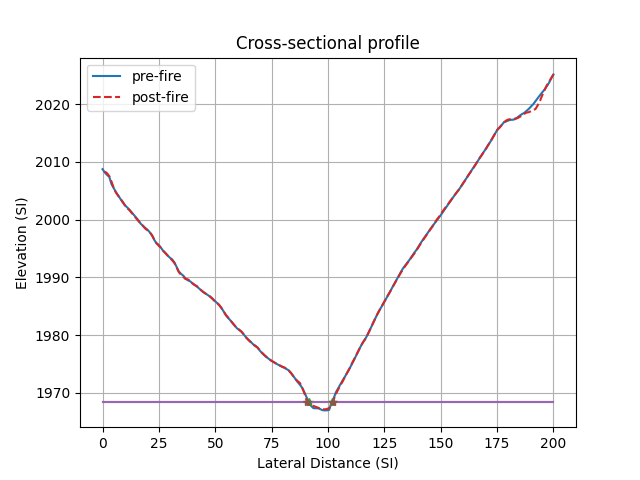 Cross-sectional profile
pre-fire
post-fire
Elevation (SI)
2020
2010
2000
1990
1980
1970
0 25 50 75 100 125 150 175 200
Lateral Distance (SI)